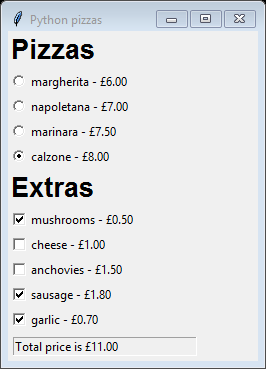 Python pizzas
Pizzas
margherita - £6.00
napoletana - £7.00
marinara - £7.50
calzone - £8.00
Extras
mushrooms - £0.50
cheese - £1.00
anchovies - £1.50
sausage - £1.80
garlic - £0.70
Total price is £11.00